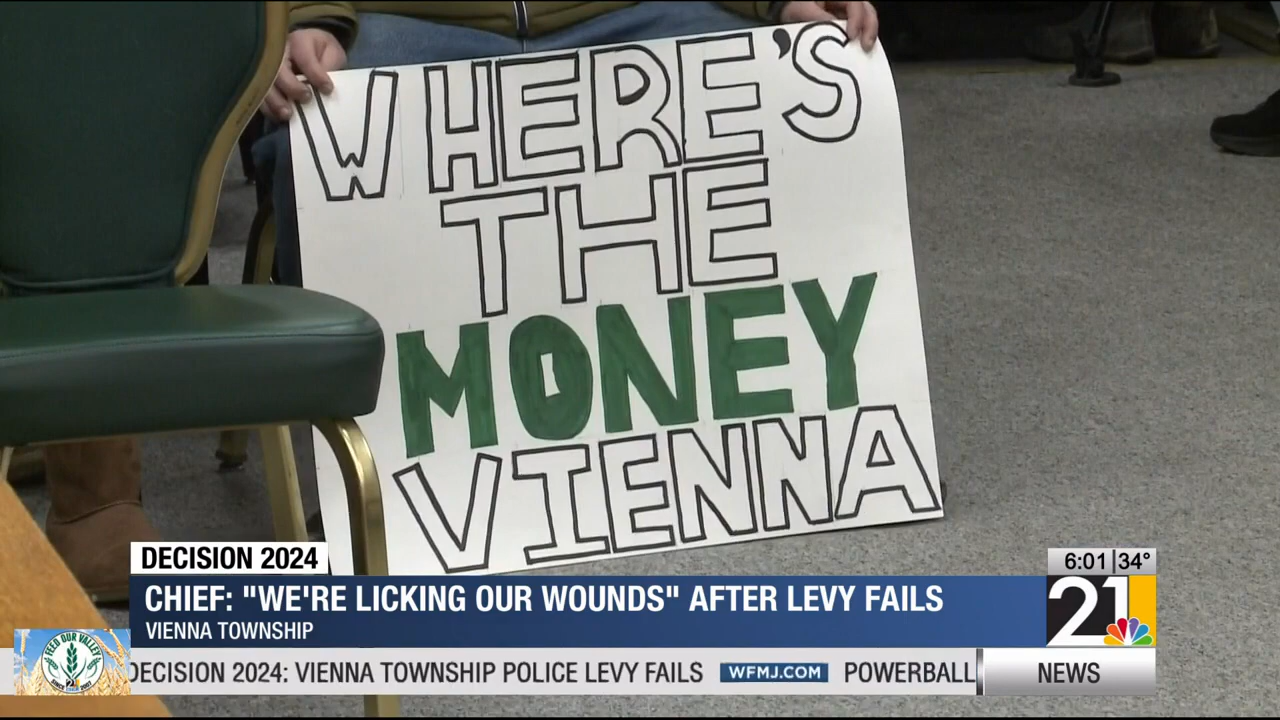 WHERE'S
THE
MONEY
VIENNA
DECISION 2024
CHIEF: "WE'RE LICKING OUR WOUNDS" AFTER LEVY FAILS
VIENNA TOWNSHIP
6:01 34°
21
FEED OUR VALLEY
DECISION 2024: VIENNA TOWNSHIP POLICE LEVY FAILS WFMJ.COM POWERBALL
NEWS